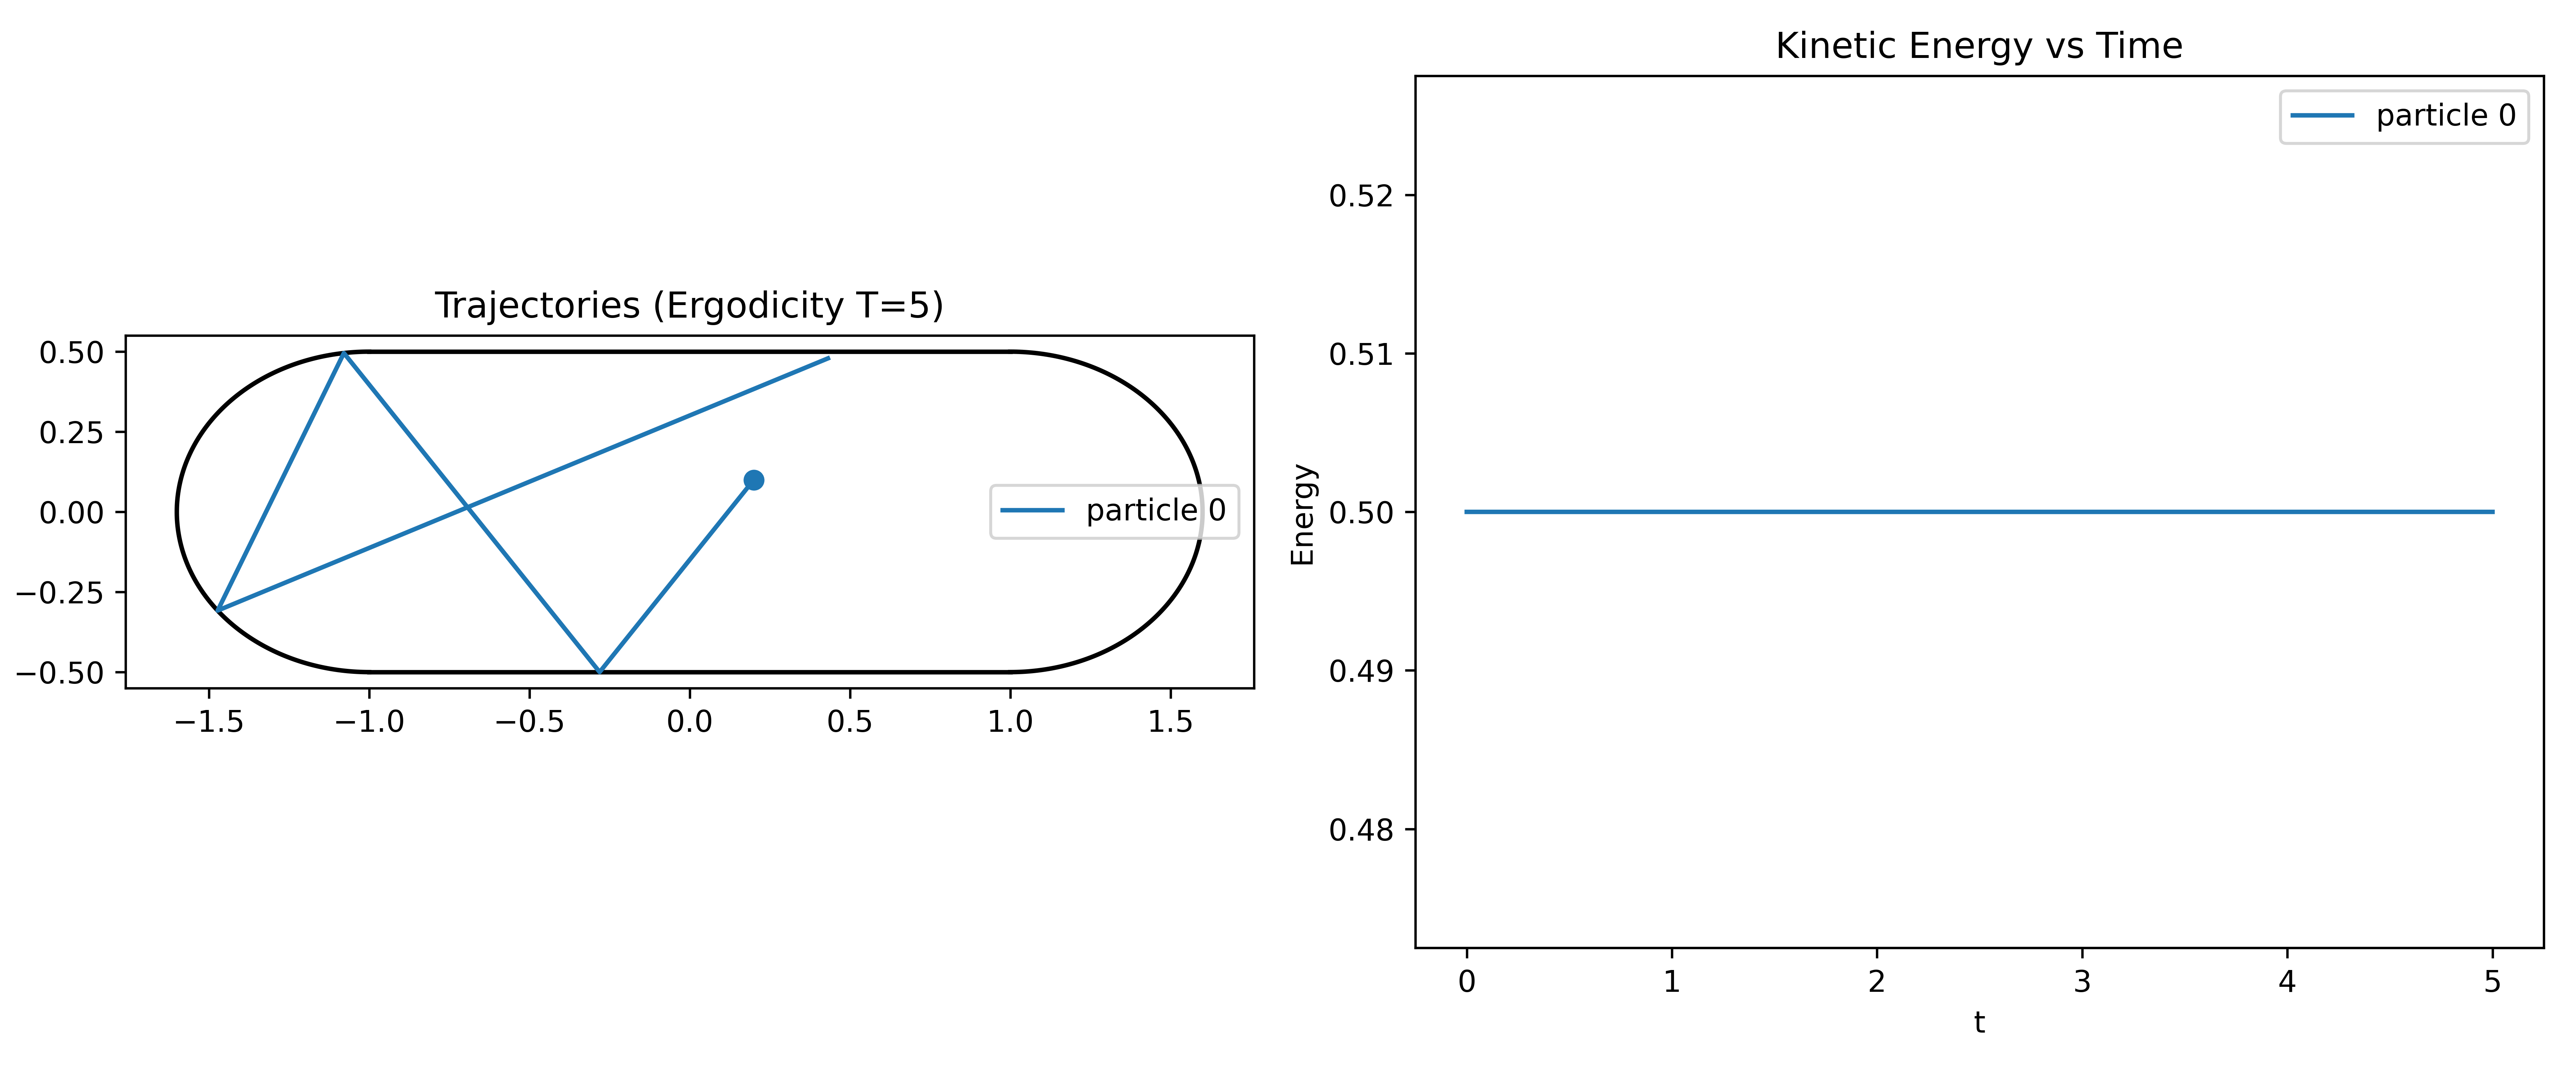 Trajectories (Ergodicity T=5)
0.50
0.25
0.00
−0.25
−0.50
particle 0
−1.5 −1.0 −0.5 0.0 0.5 1.0 1.5
Kinetic Energy vs Time
particle 0
Energy
0.52
0.51
0.50
0.49
0.48
0 1 2 3 4 5
t